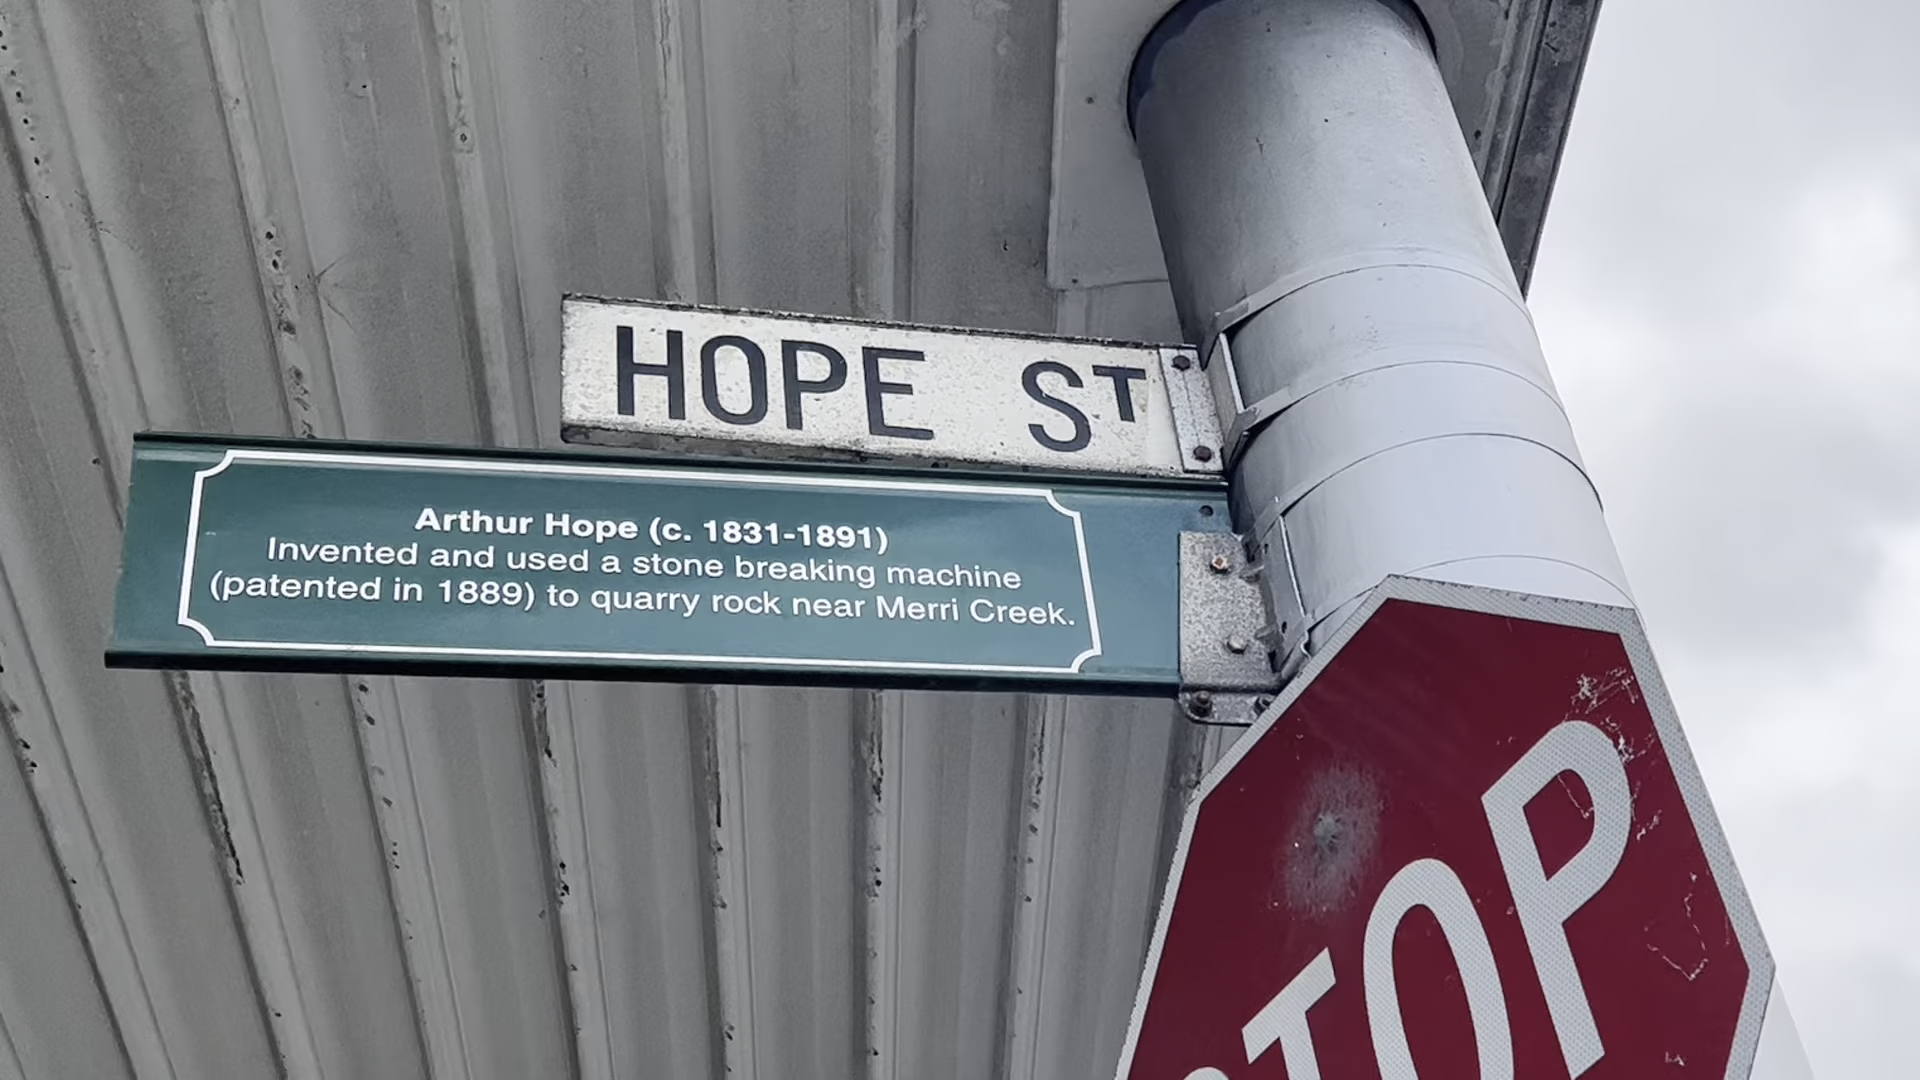 HOPE ST
Arthur Hope (c. 1831-1891)
Invented and used a stone breaking machine
(patented in 1889) to quarry rock near Merri Creek.
STOP